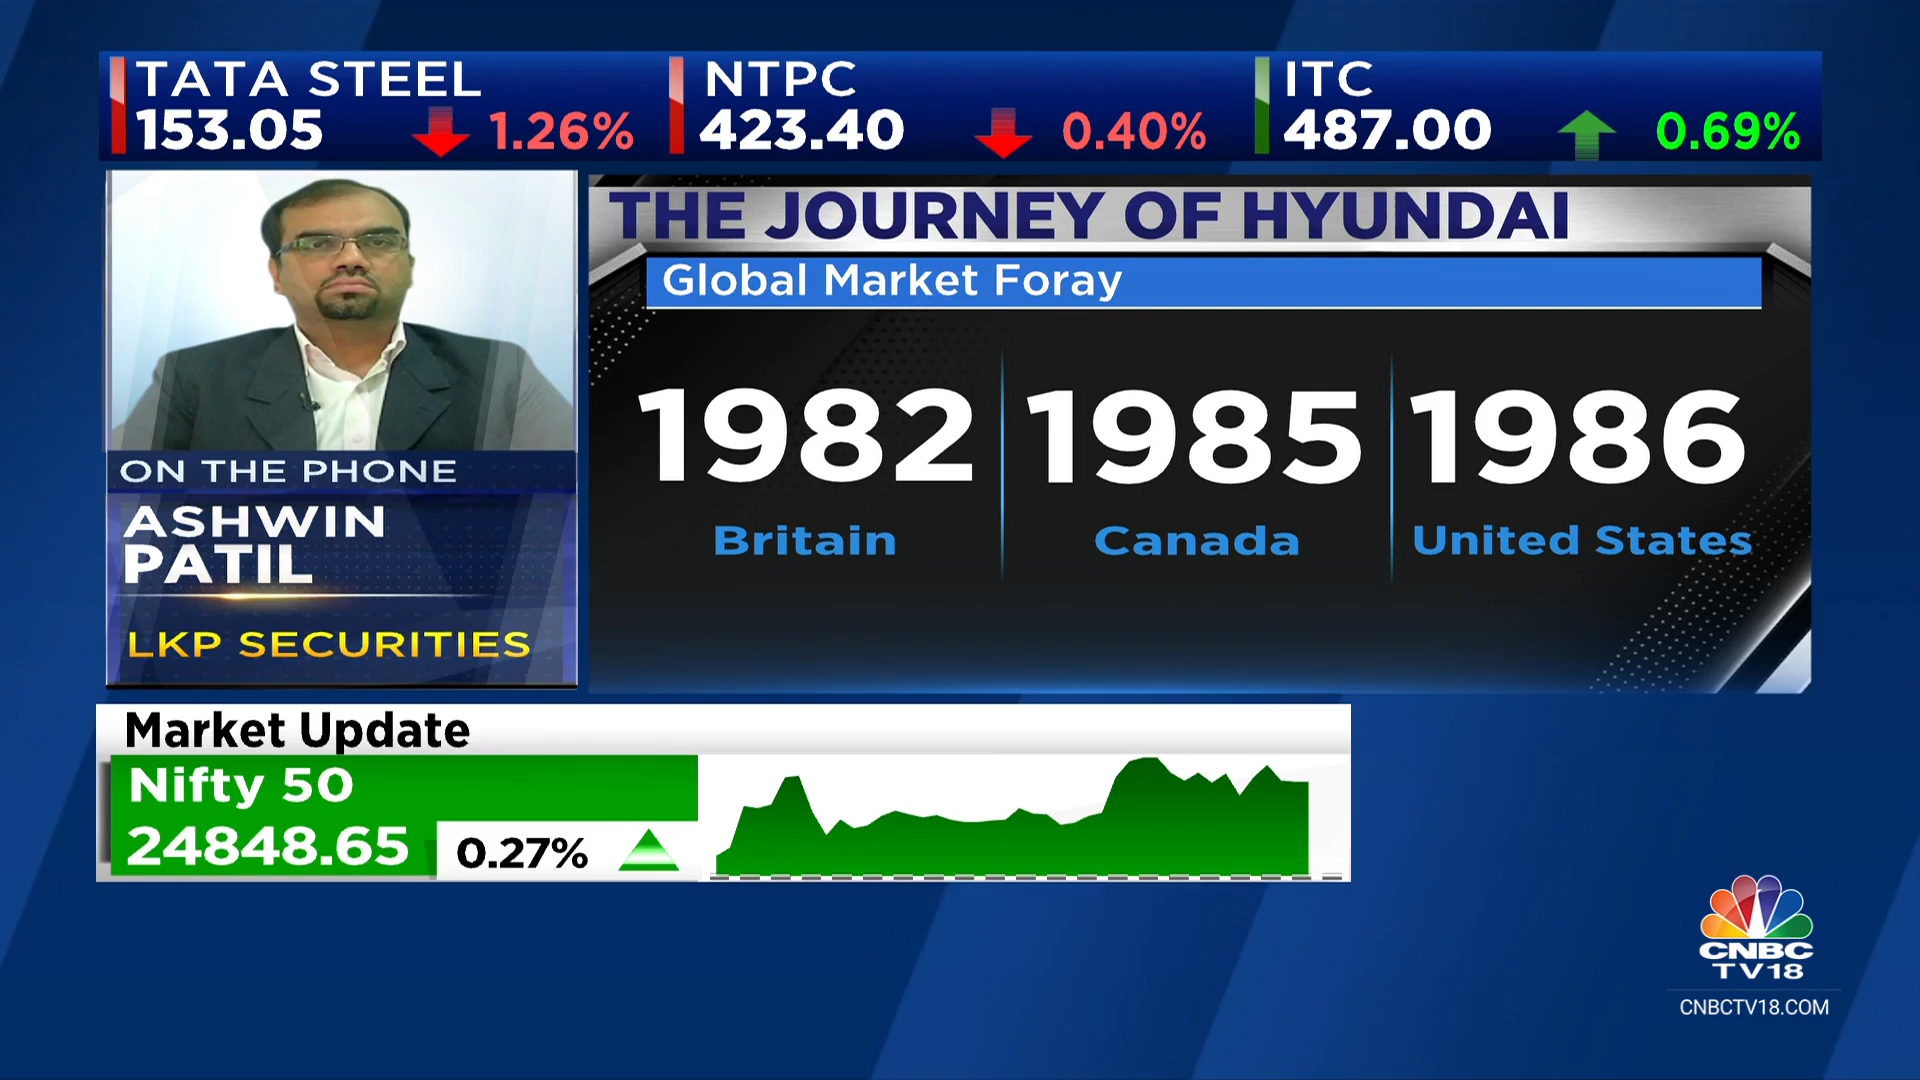 TATA STEEL
153.05 1.26%
NTPC
423.40 0.40%
ITC
487.00 0.69%
ON THE PHONE
ASHWIN
PATIL
LKP SECURITIES
THE JOURNEY OF HYUNDAI
Global Market Foray
1982 1985 1986
Britain Canada United States
Market Update
Nifty 50
24848.65 0.27%
CNBC
TV18
CNBCTV18.COM